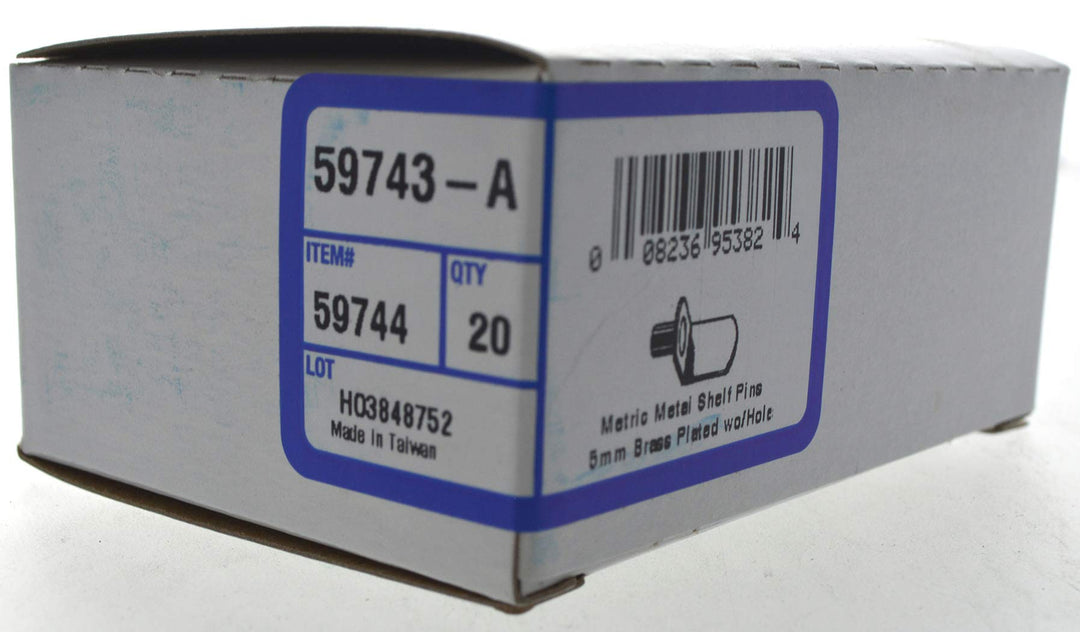 59743-A
ITEM#
59744
QTY
20
LOT
H03848752
Made In Taiwan
0 08236 95382 4
Metric Metal Shelf Pins
5mm Brass Plated wo/Hole